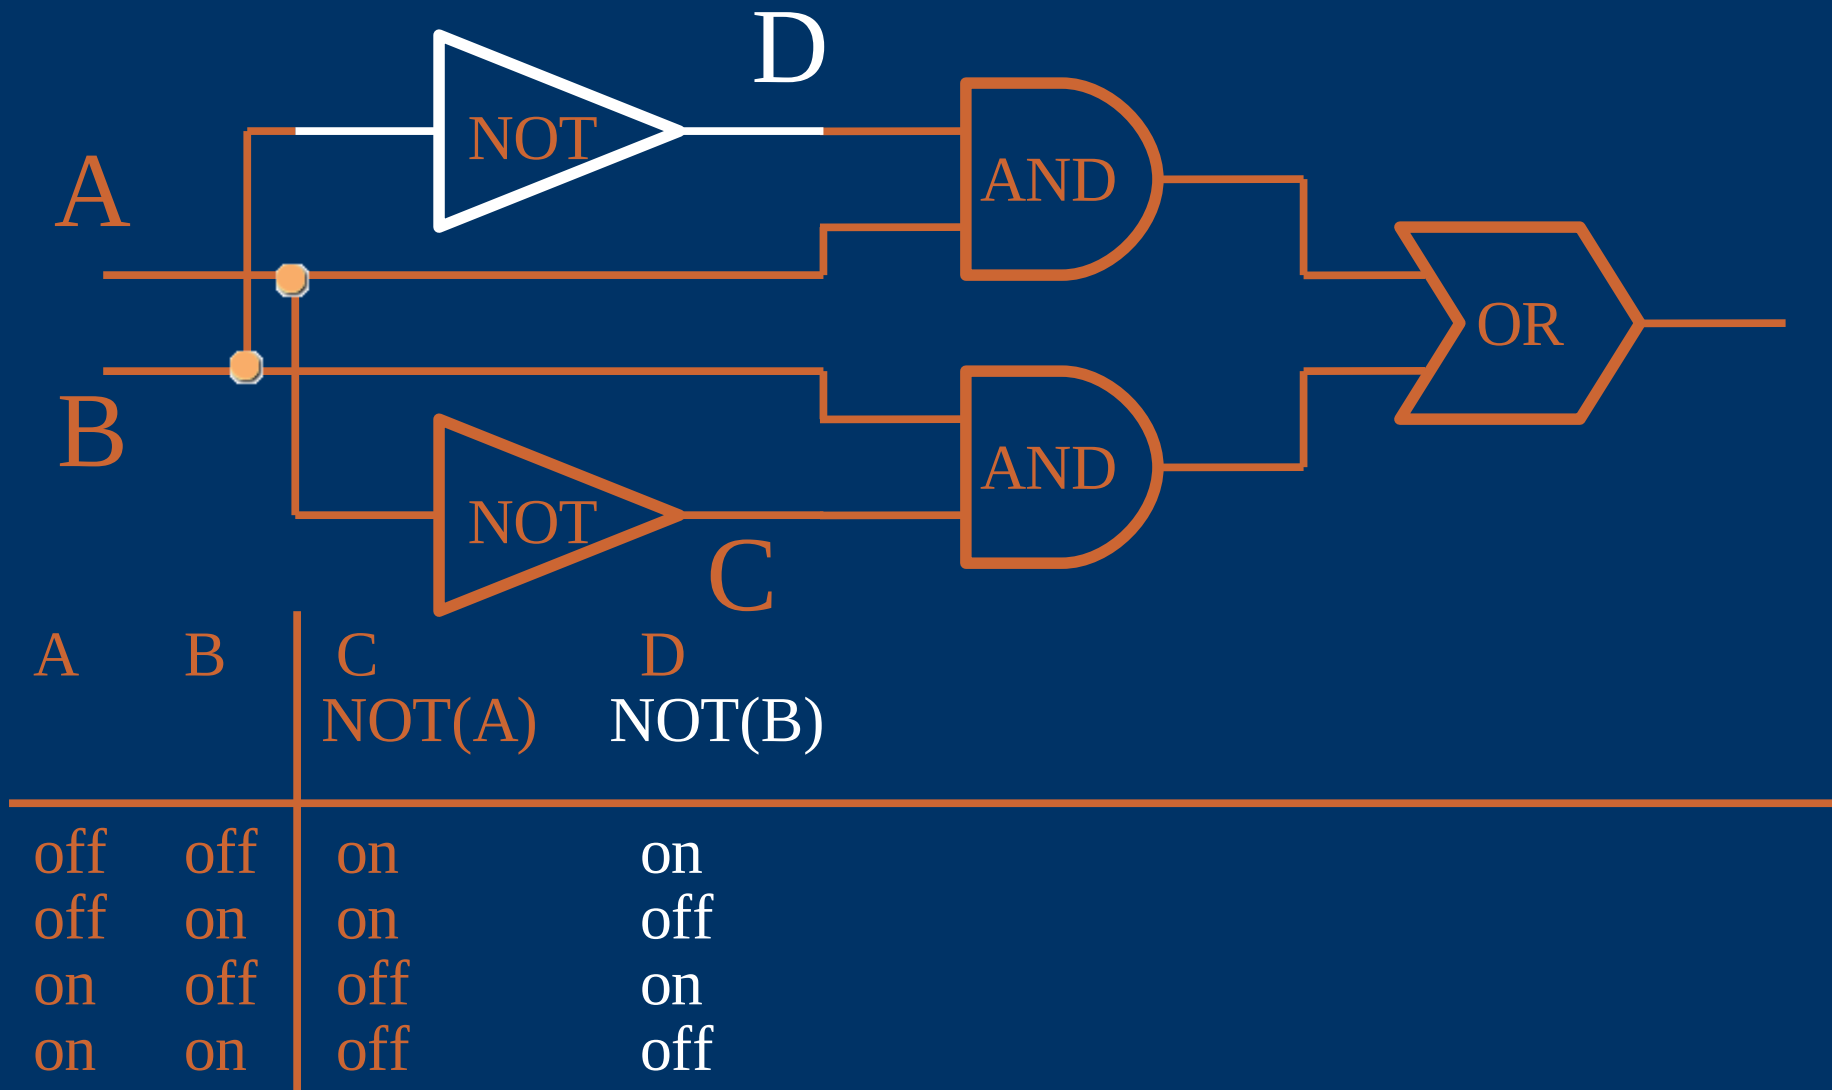 D
NOT
A
AND
OR
B
AND
NOT
C
A B C D
NOT(A) NOT(B)
off off on on
off on on off
on off off on
on on off off